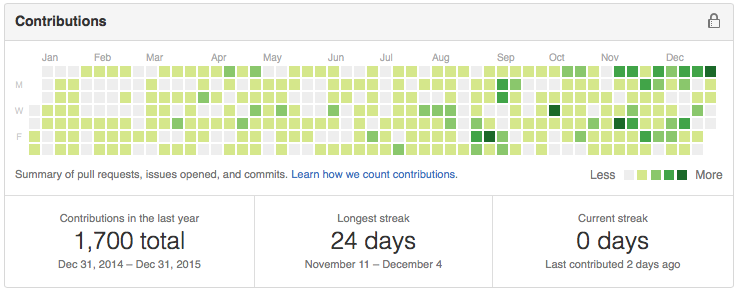 Contributions
Jan Feb Mar Apr May Jun Jul Aug Sep Oct Nov Dec
M
W
F
Summary of pull requests, issues opened, and commits. Learn how we count contributions.
Less More
Contributions in the last year
1,700 total
Dec 31, 2014 – Dec 31, 2015
Longest streak
24 days
November 11 – December 4
Current streak
0 days
Last contributed 2 days ago